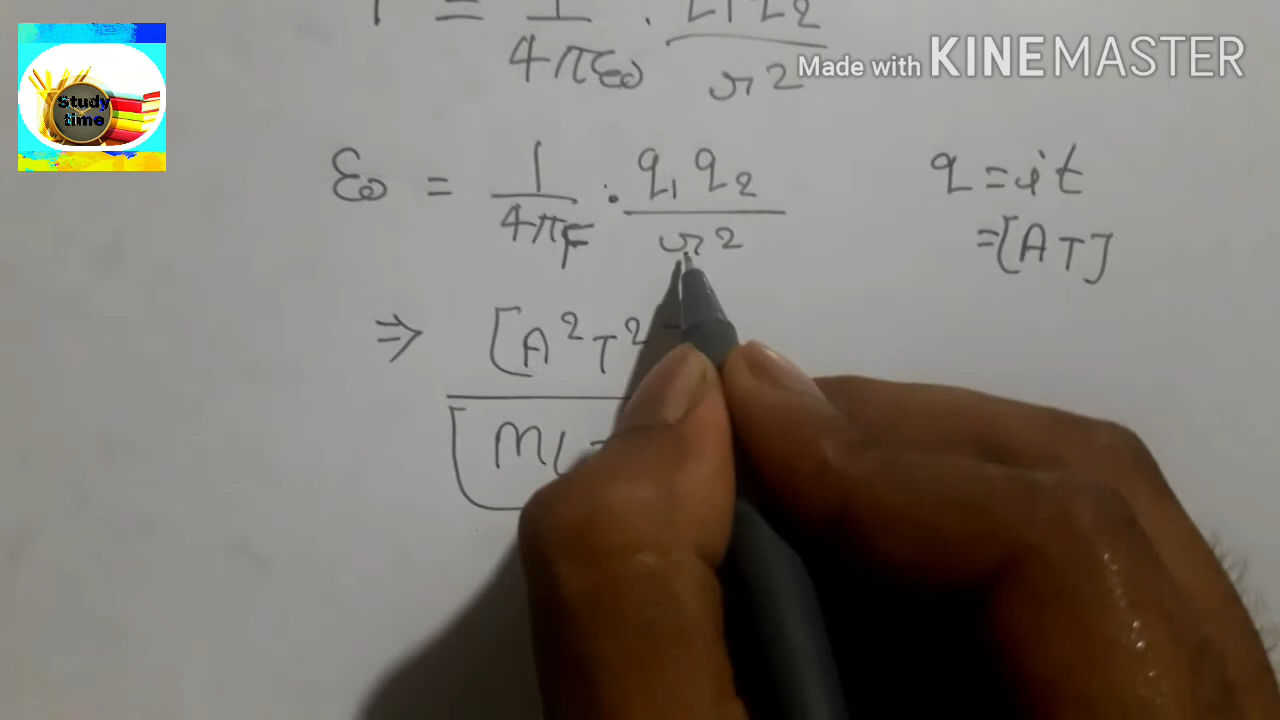 = 1/4πε₀ · q₁q₂/r²
Made with KINEMASTER
Study
time
ε₀ = 1/4πF · q₁q₂/r²
q = it
= [AT]
⇒ [A²T²
[ML